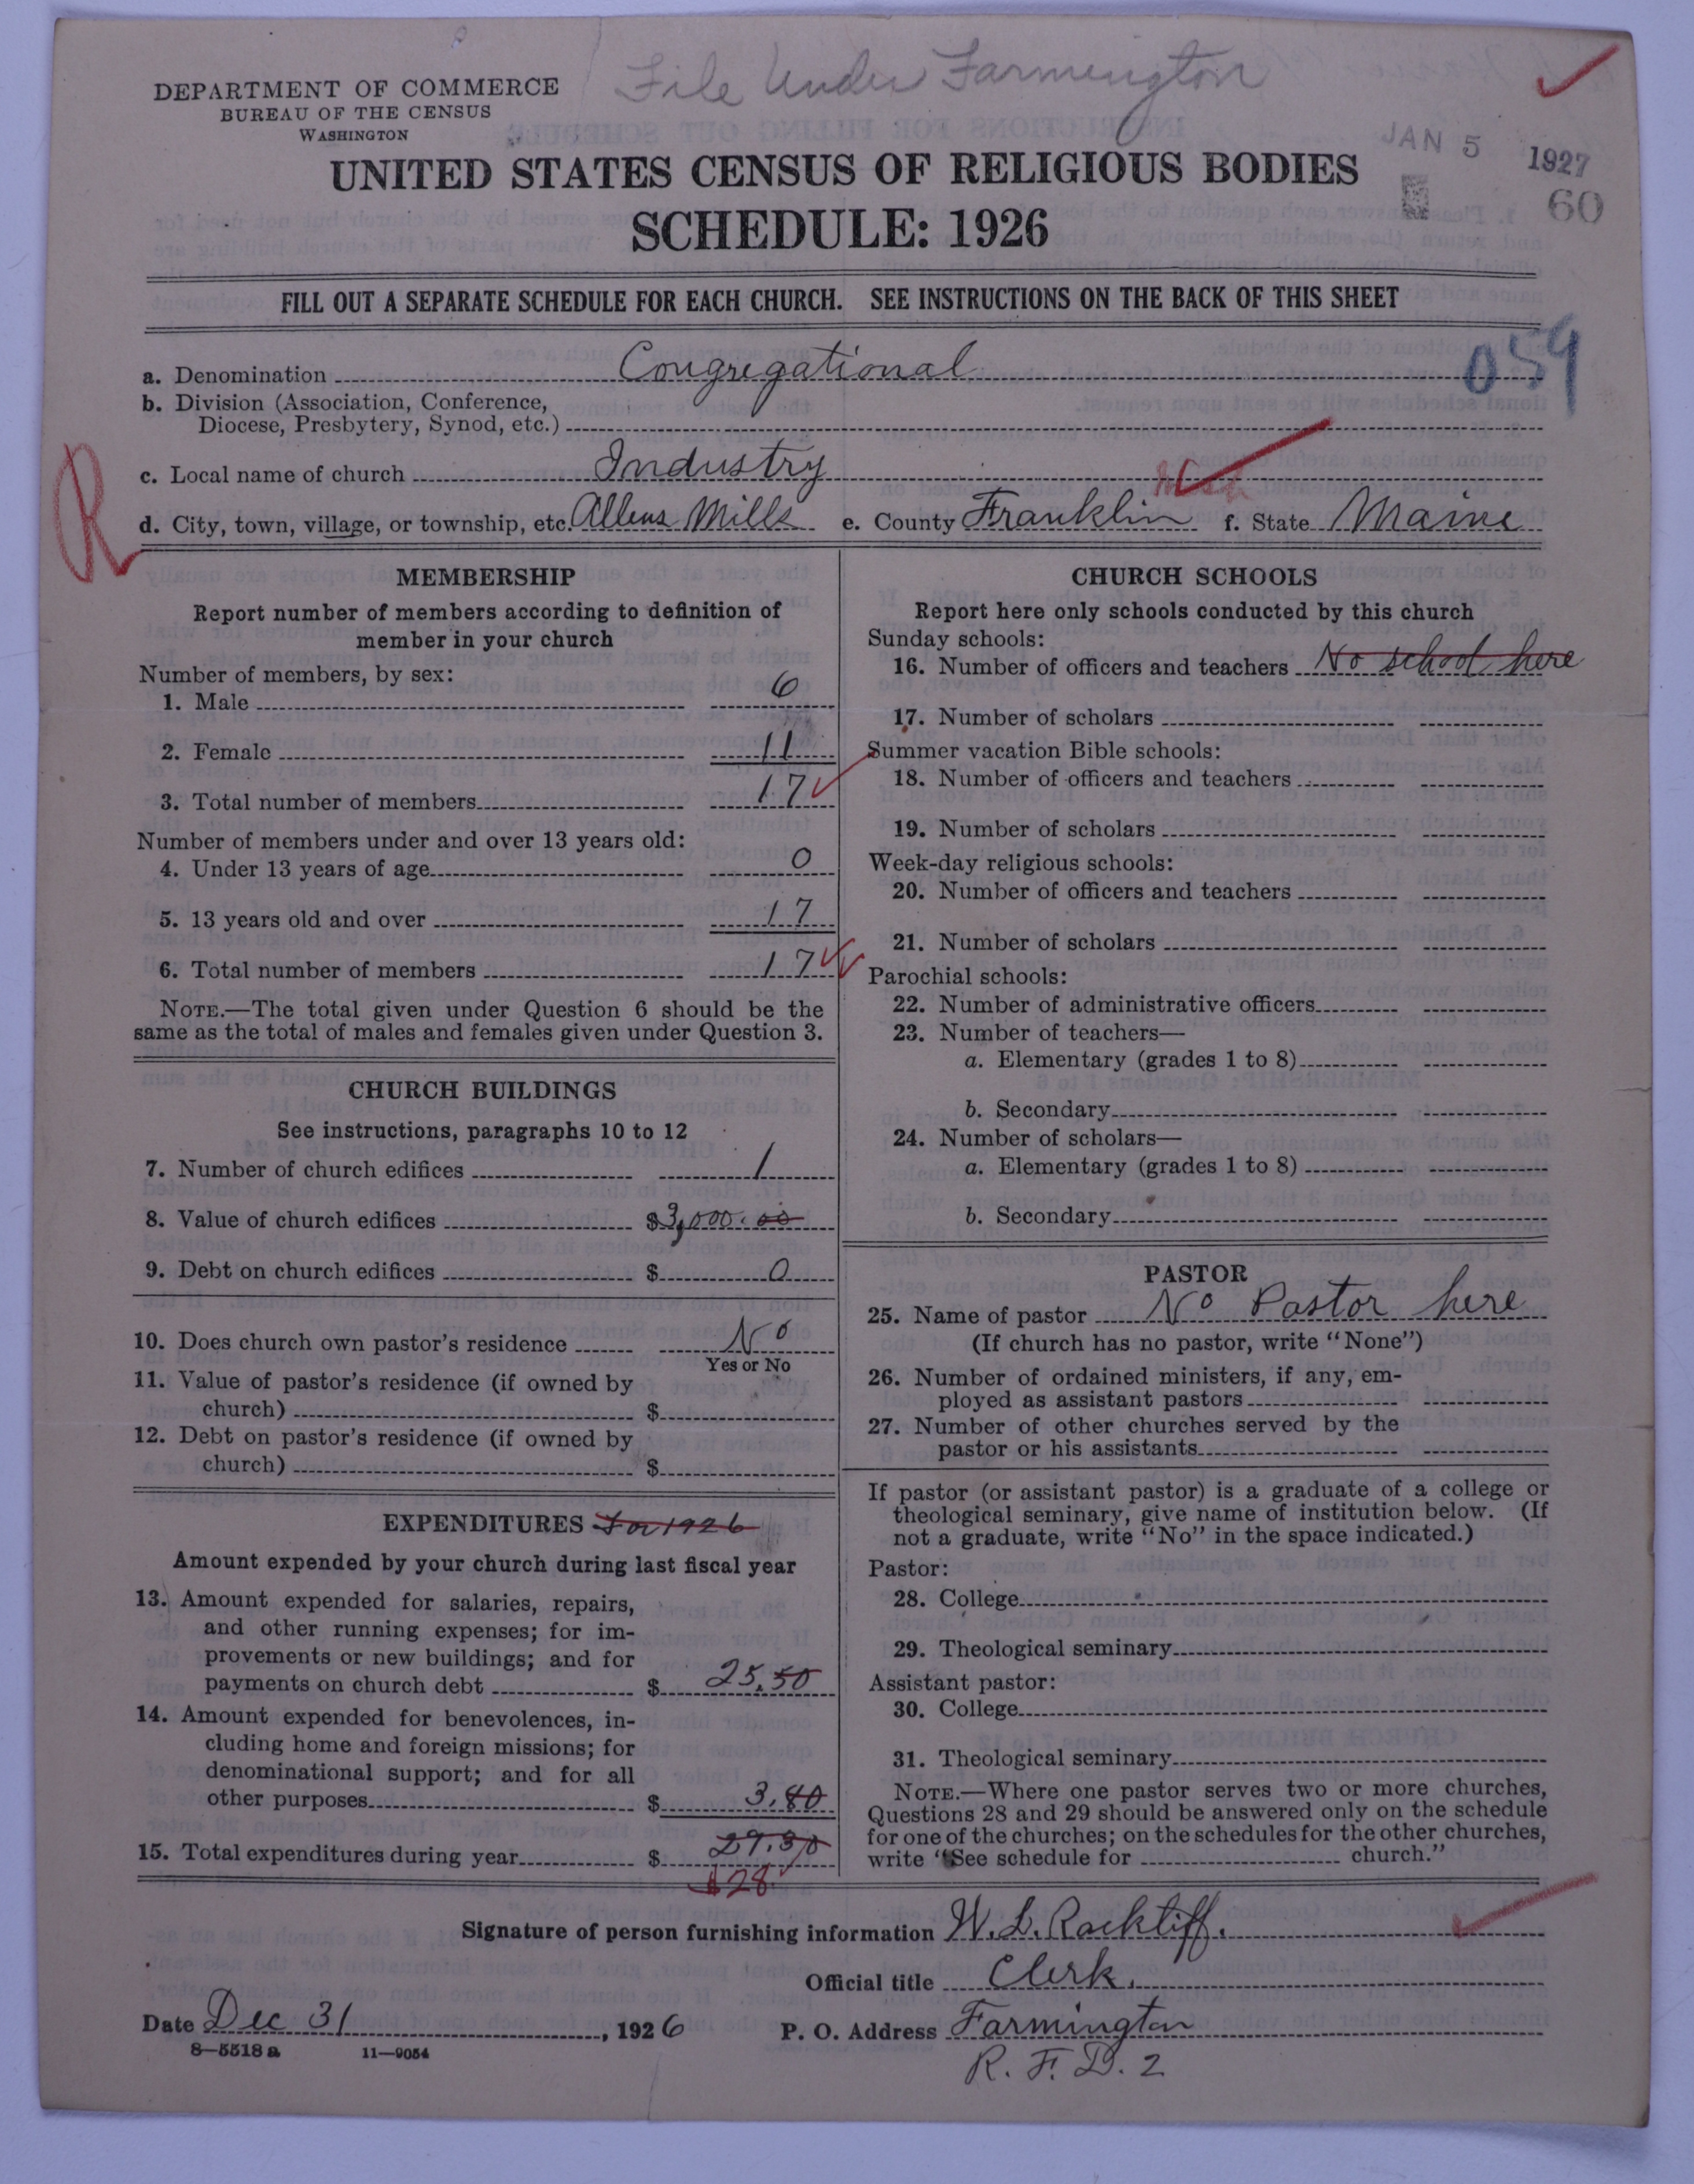 File Under Farmington
DEPARTMENT OF COMMERCE
BUREAU OF THE CENSUS
WASHINGTON
JAN 5 1927
60
UNITED STATES CENSUS OF RELIGIOUS BODIES
SCHEDULE: 1926
FILL OUT A SEPARATE SCHEDULE FOR EACH CHURCH. SEE INSTRUCTIONS ON THE BACK OF THIS SHEET
059
a. Denomination Congregational
b. Division (Association, Conference,
Diocese, Presbytery, Synod, etc.)
R
c. Local name of church Industry
d. City, town, village, or township, etc. Allens Mills e. County Franklin f. State Maine
MEMBERSHIP
Report number of members according to definition of
member in your church
Number of members, by sex:
1. Male 6
2. Female 11
3. Total number of members 17
Number of members under and over 13 years old:
4. Under 13 years of age 0
5. 13 years old and over 17
6. Total number of members 17
NOTE.—The total given under Question 6 should be the
same as the total of males and females given under Question 3.
CHURCH BUILDINGS
See instructions, paragraphs 10 to 12
7. Number of church edifices 1
8. Value of church edifices $3,000.00
9. Debt on church edifices $ 0
10. Does church own pastor's residence No
Yes or No
11. Value of pastor's residence (if owned by
church) $
12. Debt on pastor's residence (if owned by
church) $
EXPENDITURES For 1926
Amount expended by your church during last fiscal year
13. Amount expended for salaries, repairs,
and other running expenses; for im-
provements or new buildings; and for
payments on church debt $ 25.50
14. Amount expended for benevolences, in-
cluding home and foreign missions; for
denominational support; and for all
other purposes $ 3.80
15. Total expenditures during year $ 29.30
$28
CHURCH SCHOOLS
Report here only schools conducted by this church
Sunday schools:
16. Number of officers and teachers No school here
17. Number of scholars
Summer vacation Bible schools:
18. Number of officers and teachers
19. Number of scholars
Week-day religious schools:
20. Number of officers and teachers
21. Number of scholars
Parochial schools:
22. Number of administrative officers
23. Number of teachers—
a. Elementary (grades 1 to 8)
b. Secondary
24. Number of scholars—
a. Elementary (grades 1 to 8)
b. Secondary
PASTOR
25. Name of pastor No Pastor here
(If church has no pastor, write "None")
26. Number of ordained ministers, if any, em-
ployed as assistant pastors
27. Number of other churches served by the
pastor or his assistants
If pastor (or assistant pastor) is a graduate of a college or
theological seminary, give name of institution below. (If
not a graduate, write "No" in the space indicated.)
Pastor:
28. College
29. Theological seminary
Assistant pastor:
30. College
31. Theological seminary
NOTE.—Where one pastor serves two or more churches,
Questions 28 and 29 should be answered only on the schedule
for one of the churches; on the schedules for the other churches,
write "See schedule for church."
Signature of person furnishing information W. L. Rackliff.
Official title Clerk.
Date Dec 31, 1926 P. O. Address Farmington
R. F. D. 2
8—5518 a 11—9054